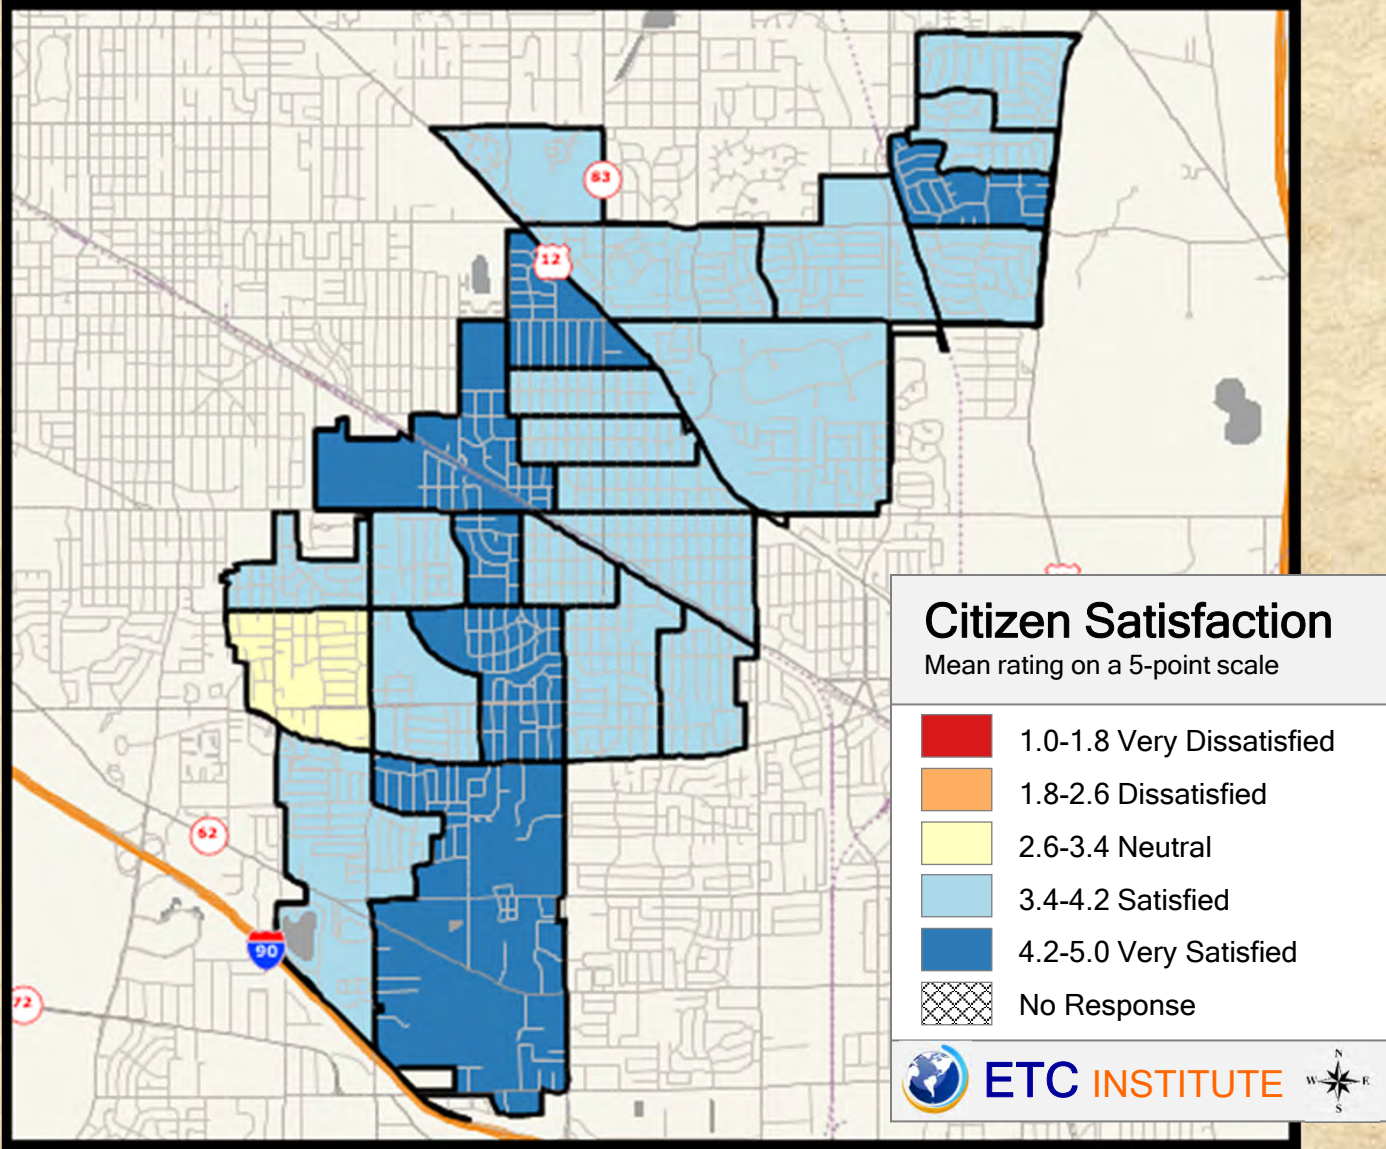 83
12
62
90
72
Citizen Satisfaction
Mean rating on a 5-point scale
1.0-1.8 Very Dissatisfied
1.8-2.6 Dissatisfied
2.6-3.4 Neutral
3.4-4.2 Satisfied
4.2-5.0 Very Satisfied
No Response
ETC INSTITUTE
N
W E
S